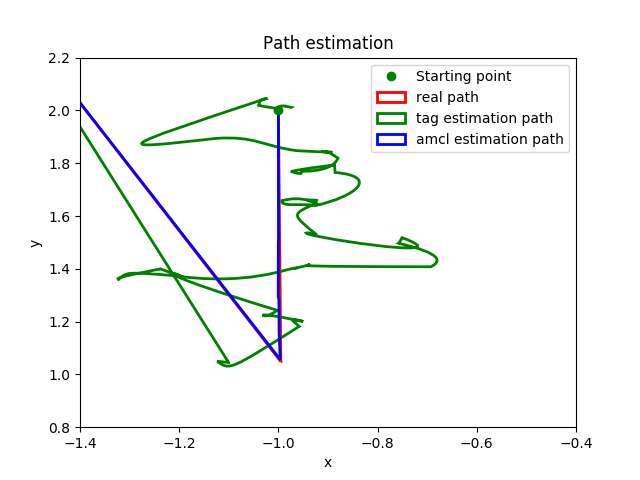 Path estimation
Starting point
real path
tag estimation path
amcl estimation path
2.2
2.0
1.8
1.6
1.4
1.2
1.0
0.8
y
−1.4 −1.2 −1.0 −0.8 −0.6 −0.4
x